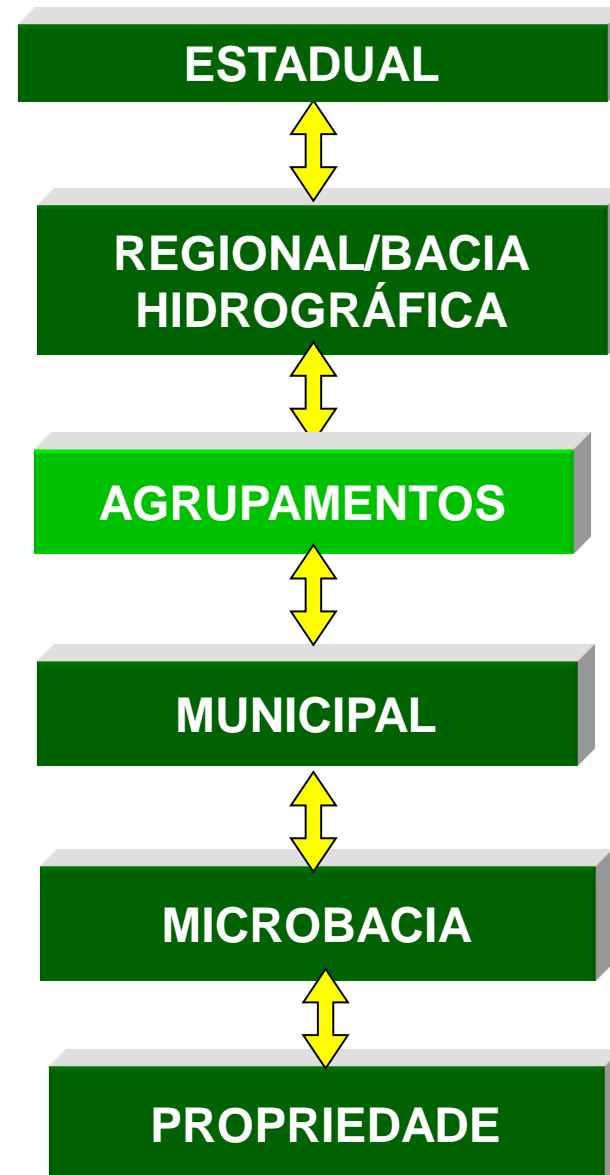 ESTADUAL
REGIONAL/BACIA
HIDROGRÁFICA
AGRUPAMENTOS
MUNICIPAL
MICROBACIA
PROPRIEDADE